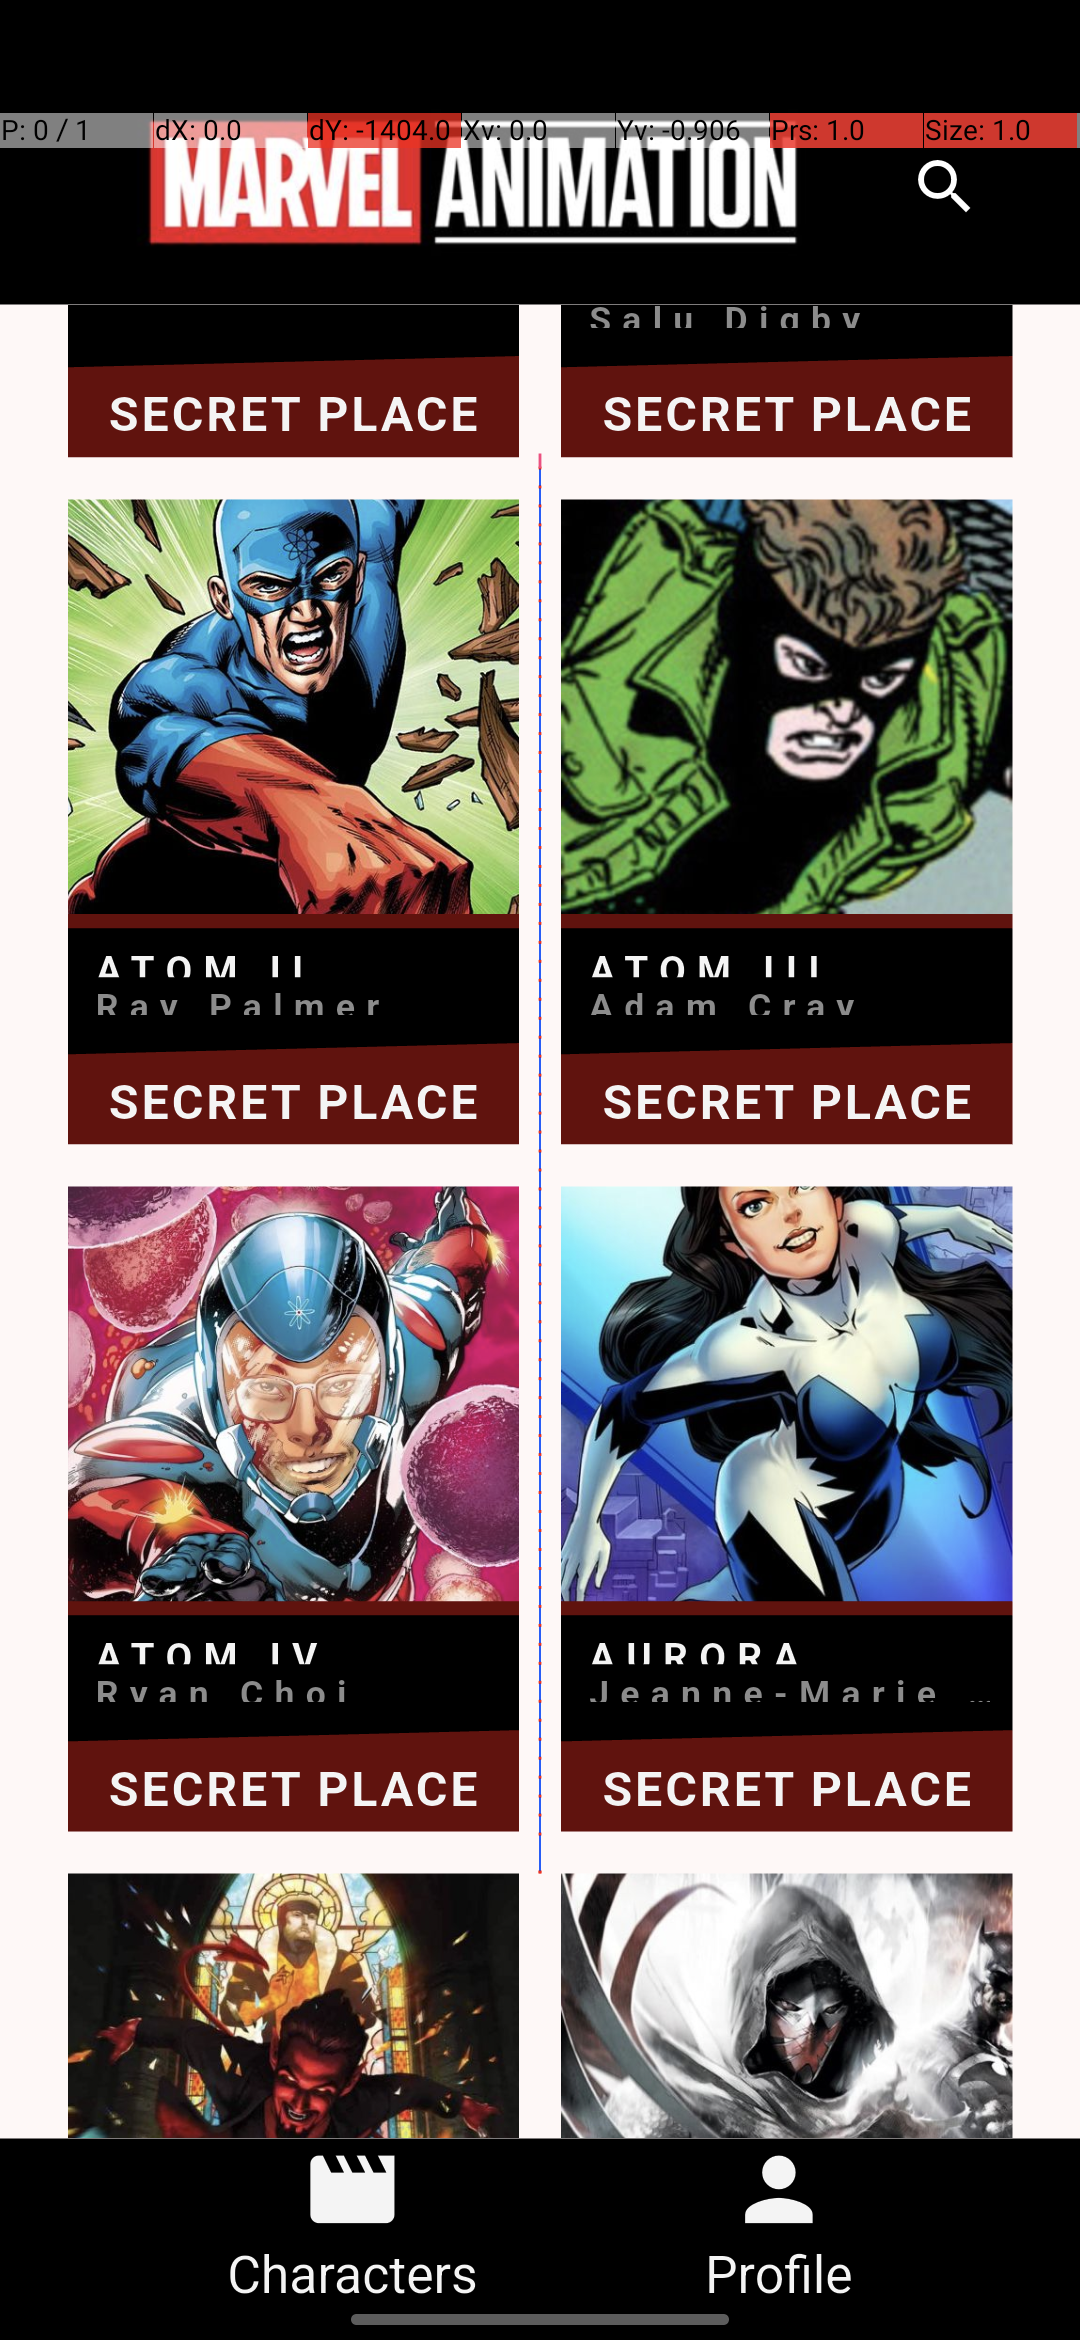 P: 0 / 1 dX: 0.0 dY: -1404.0 Xv: 0.0 Yv: -0.906 Prs: 1.0 Size: 1.0
MARVEL ANIMATION
Salu Digby
SECRET PLACE SECRET PLACE
ATOM II ATOM III
Ray Palmer Adam Cray
SECRET PLACE SECRET PLACE
ATOM IV AURORA
Ryan Choi Jeanne-Marie ...
SECRET PLACE SECRET PLACE
Characters Profile